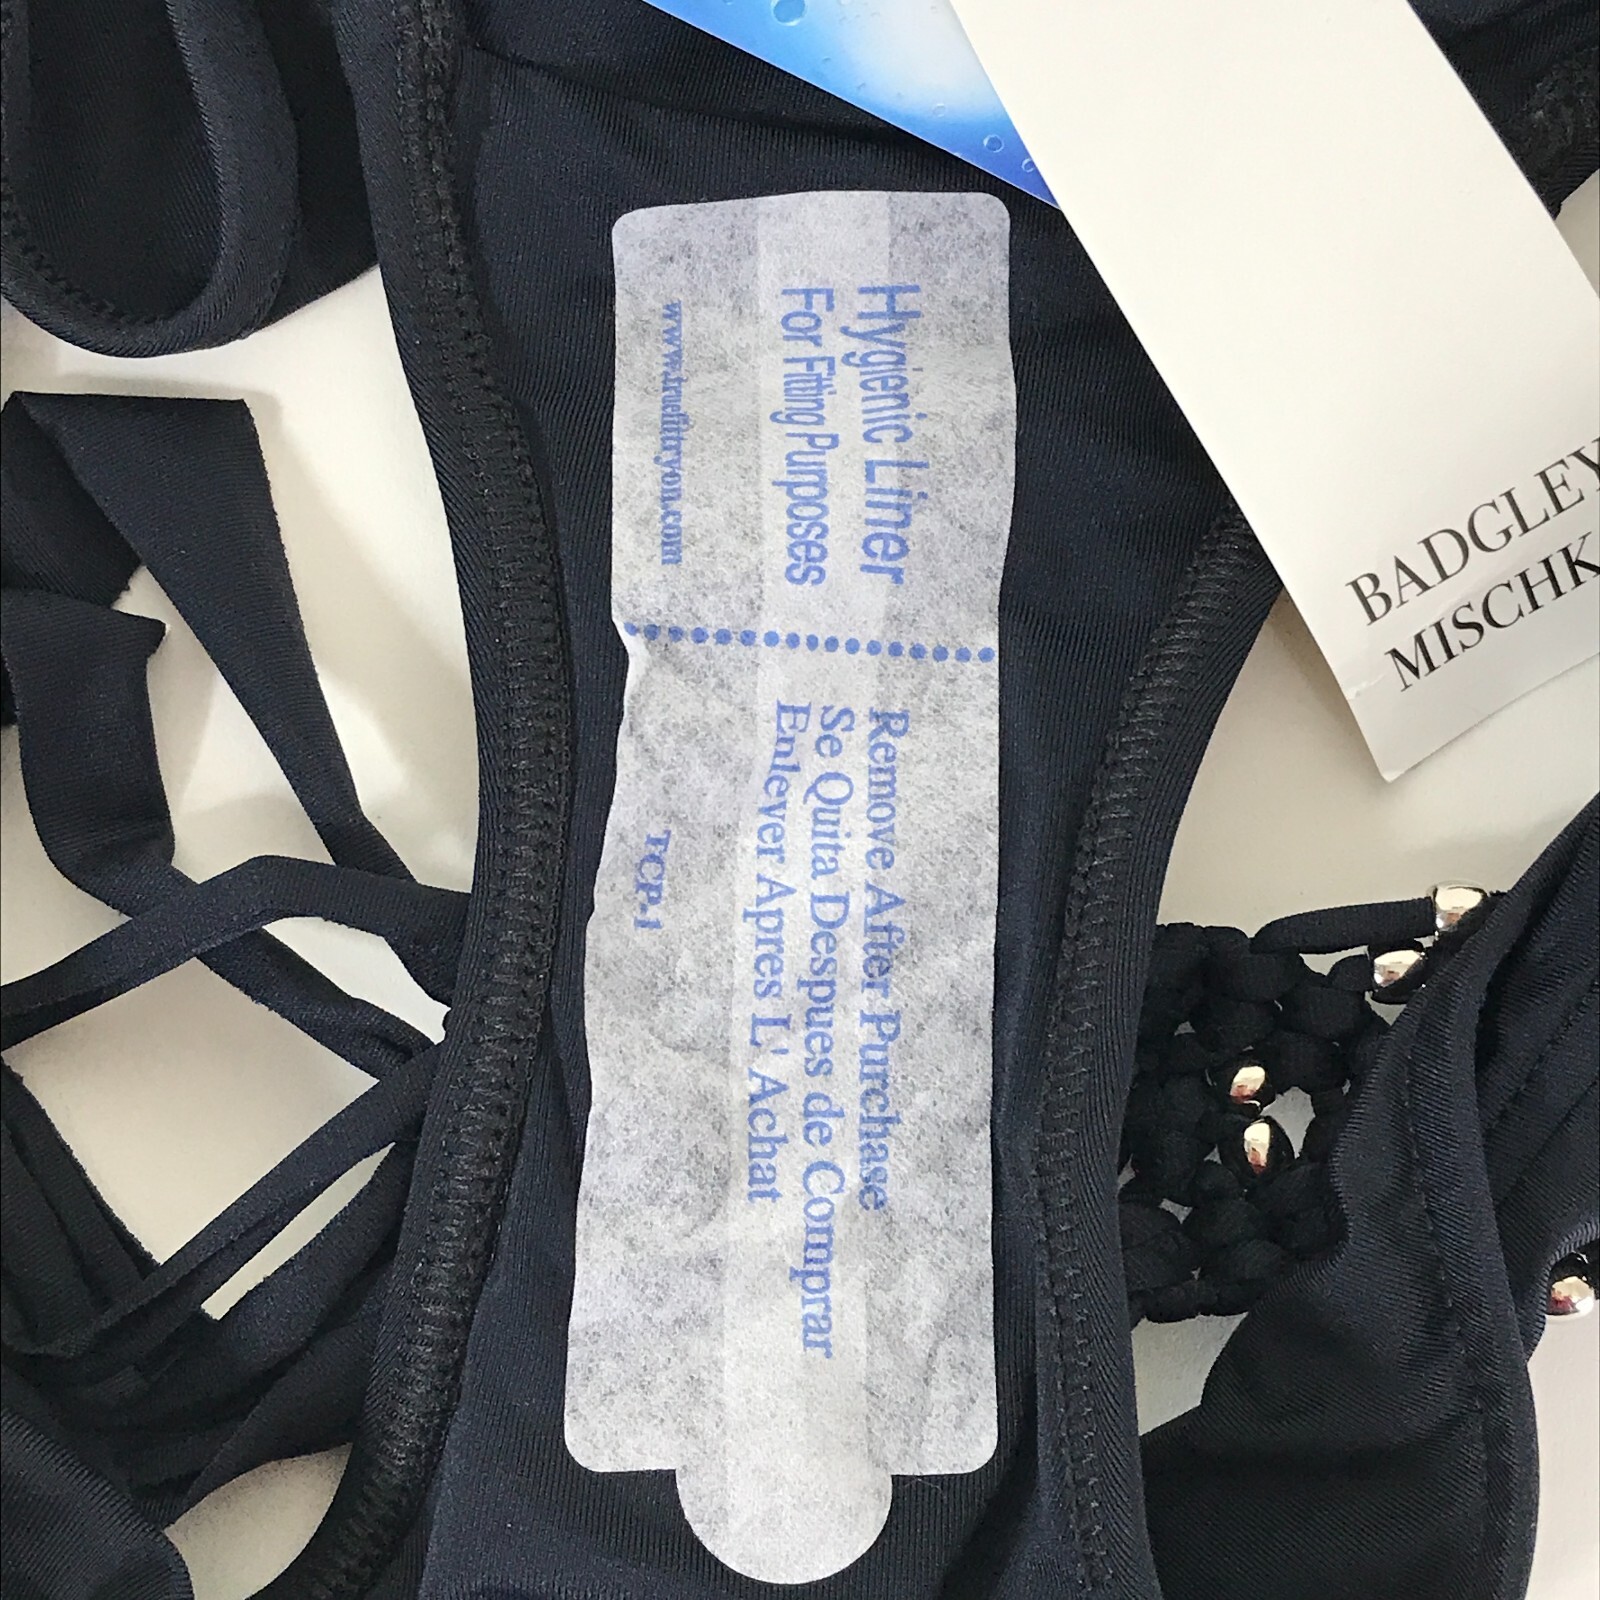 Hygienic Liner
For Fitting Purposes
www.truefittryon.com
Remove After Purchase
Se Quita Despues de Comprar
Enlever Apres L' Achat
TCP-1
BADGLEY
MISCHK